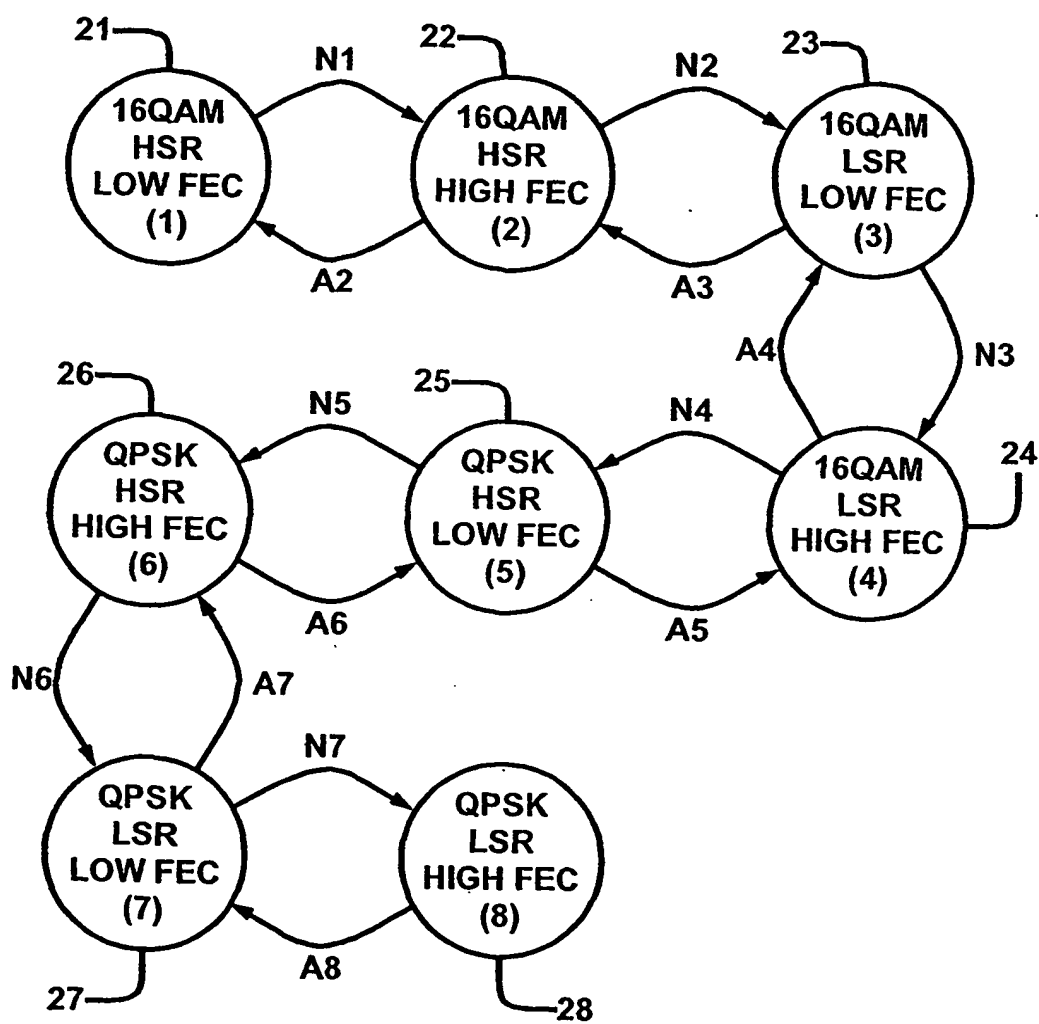 21
22
23
N1
N2
16QAM
HSR
LOW FEC
(1)
16QAM
HSR
HIGH FEC
(2)
16QAM
LSR
LOW FEC
(3)
A2
A3
A4
N3
26
25
24
N5
N4
QPSK
HSR
HIGH FEC
(6)
QPSK
HSR
LOW FEC
(5)
16QAM
LSR
HIGH FEC
(4)
A6
A5
N6
A7
N7
QPSK
LSR
LOW FEC
(7)
QPSK
LSR
HIGH FEC
(8)
A8
27
28